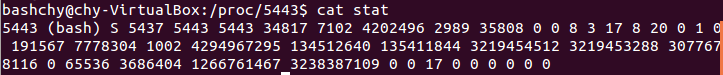 bashchy@chy-VirtualBox:/proc/5443$ cat stat
5443 (bash) S 5437 5443 5443 34817 7102 4202496 2989 35808 0 0 8 3 17 8 20 0 1 0
 191567 7778304 1002 4294967295 134512640 135411844 3219454512 3219453288 307767
8116 0 65536 3686404 1266761467 3238387109 0 0 17 0 0 0 0 0 0